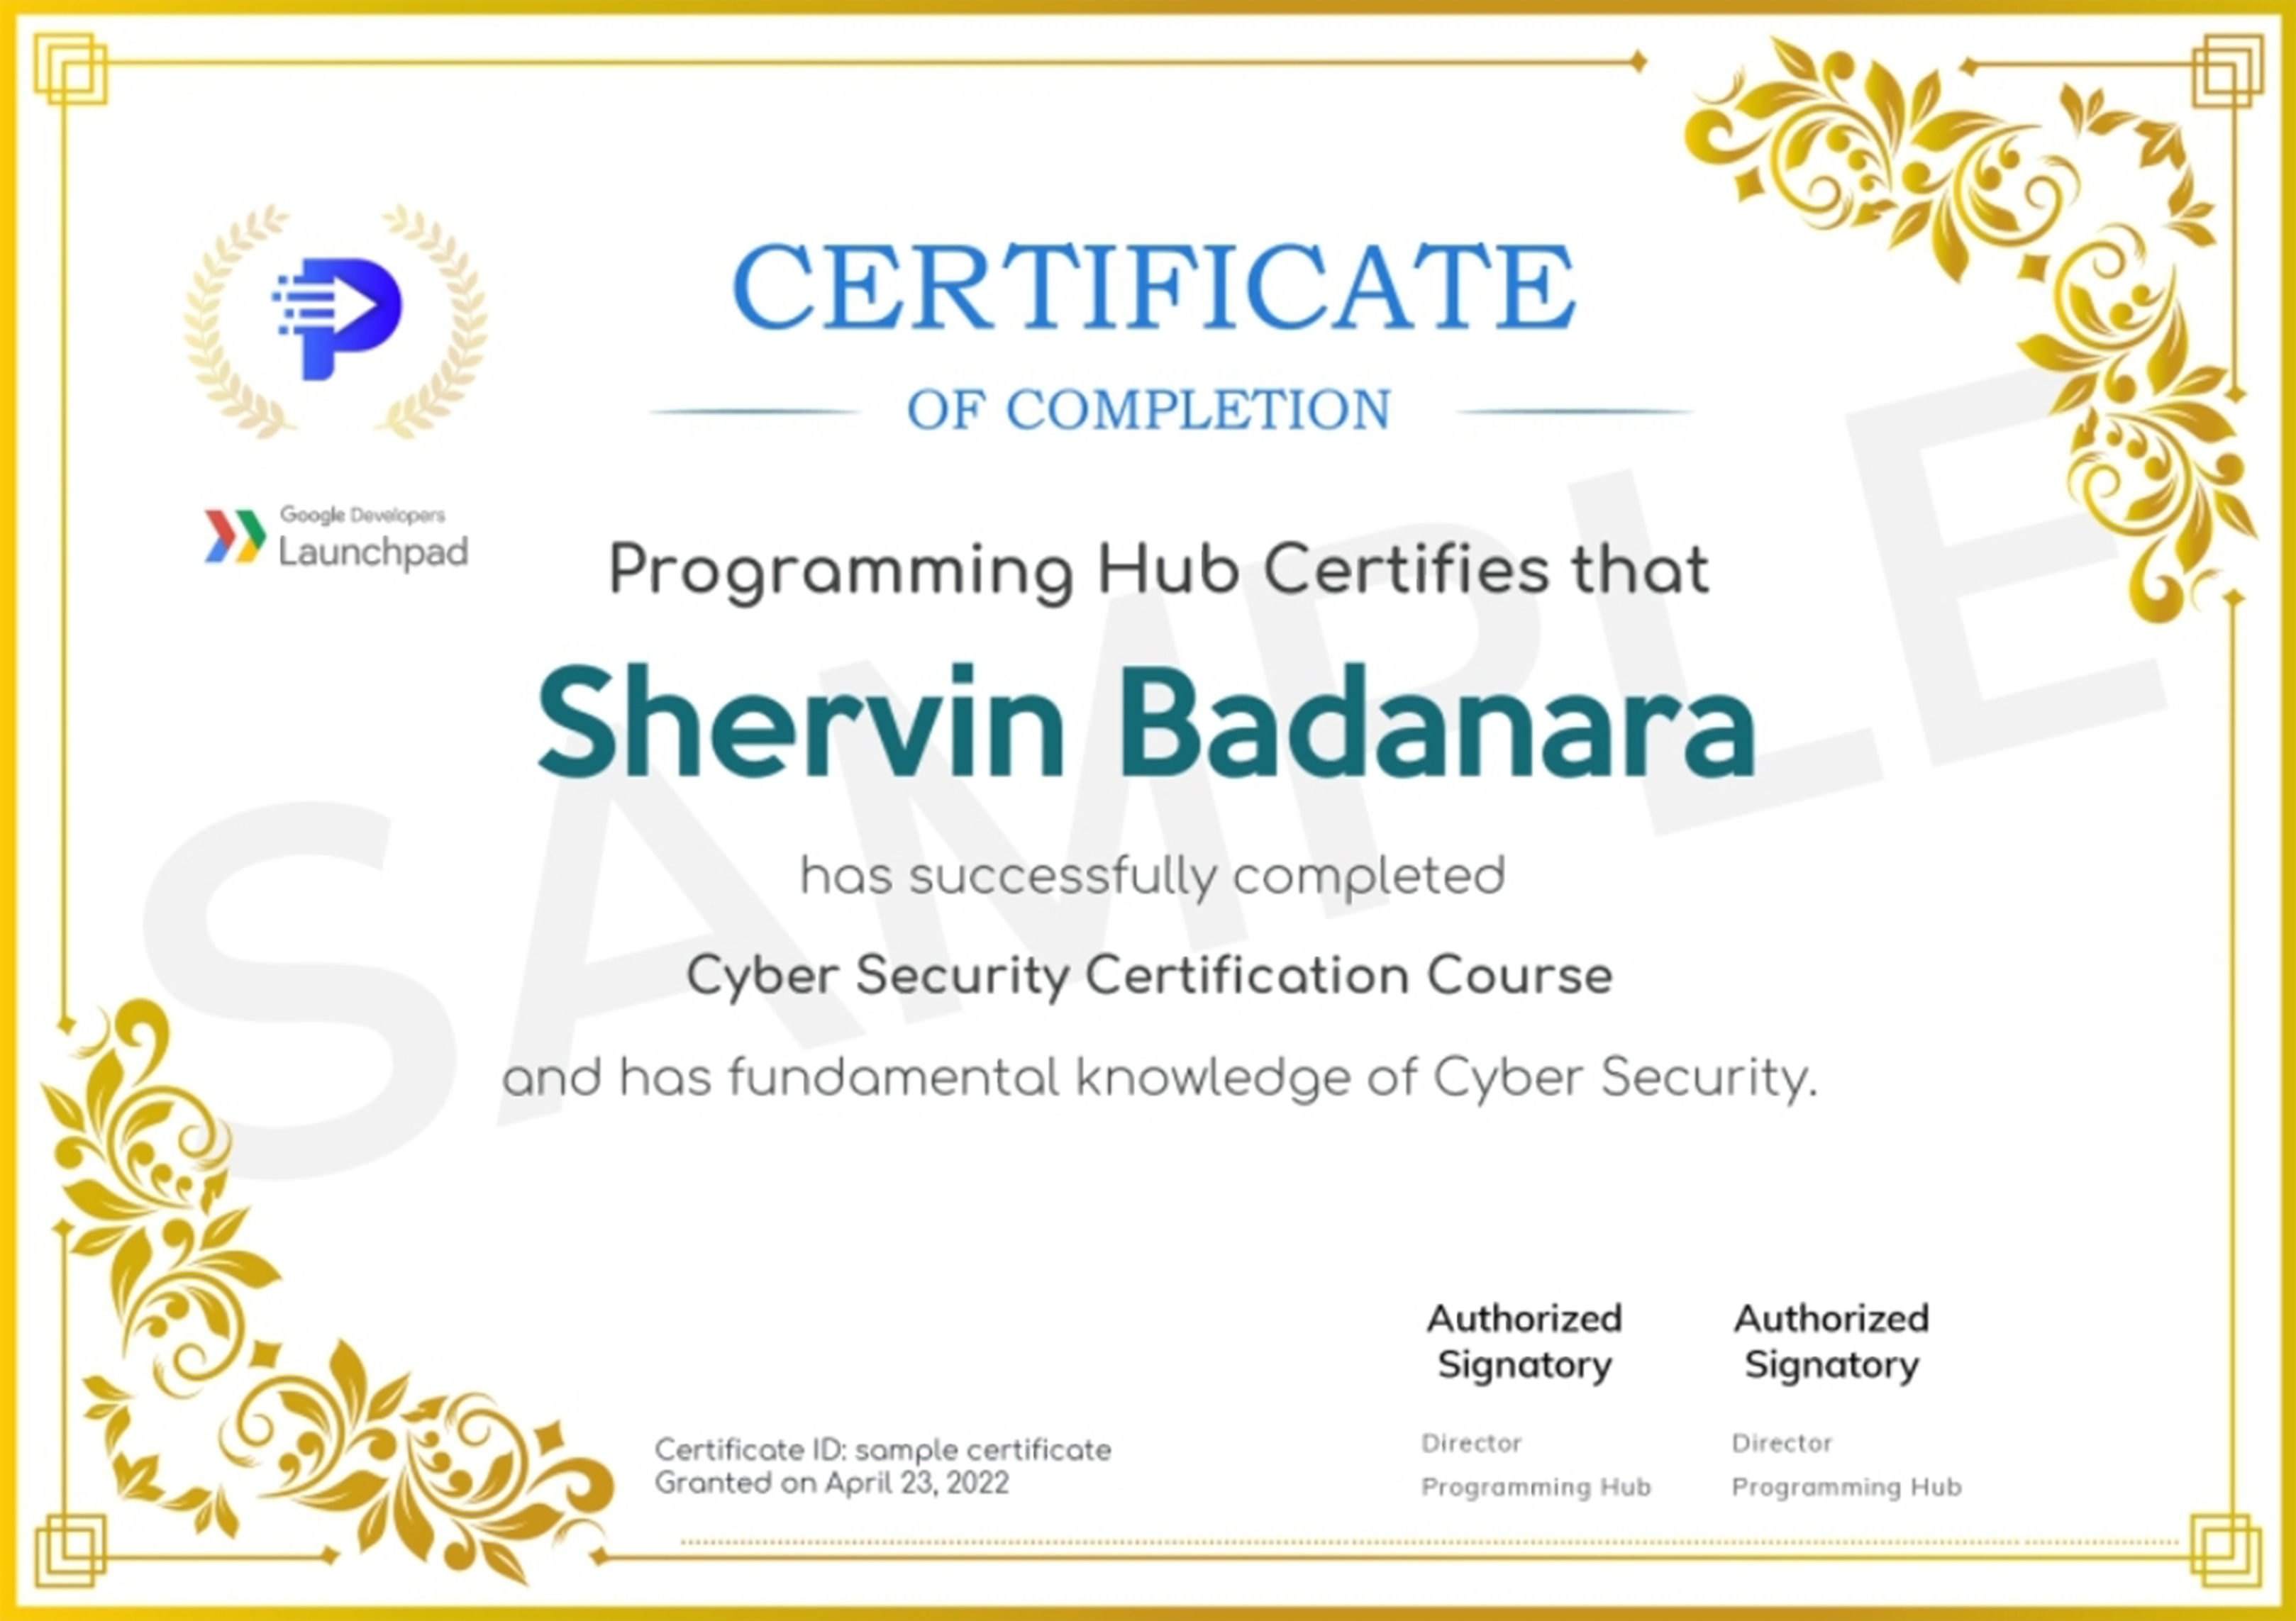 CERTIFICATE
OF COMPLETION
Google Developers
Launchpad
Programming Hub Certifies that
Shervin Badanara
has successfully completed
Cyber Security Certification Course
and has fundamental knowledge of Cyber Security.
SAMPLE
Authorized
Signatory
Director
Programming Hub
Authorized
Signatory
Director
Programming Hub
Certificate ID: sample certificate
Granted on April 23, 2022